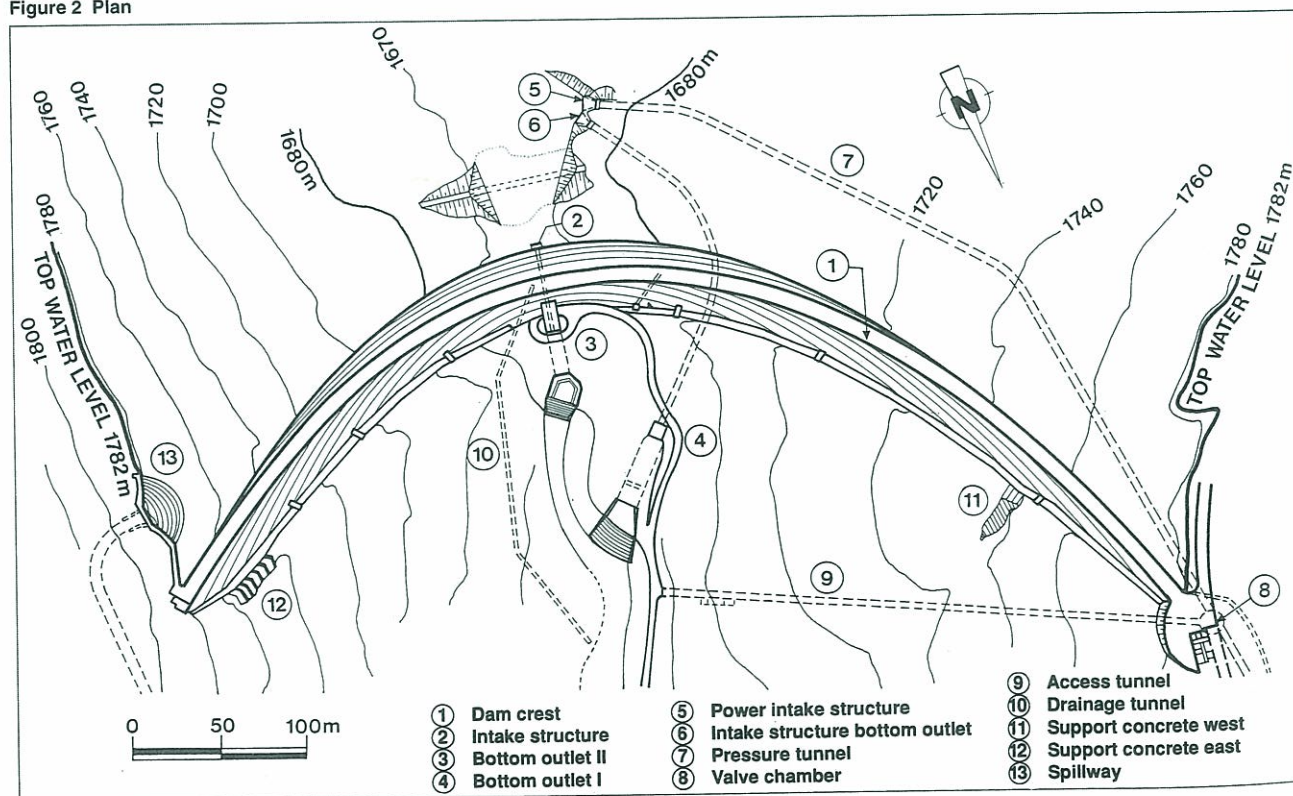 Figure 2 Plan
1760
1740
1720
1700
1680m
1670
1680m
5
6
N
7
1720
1740
1760
1780
TOP WATER LEVEL 1782m
1780
TOP WATER LEVEL 1782m
1800
2
1
3
4
10
13
12
11
9
8
0 50 100m
1 Dam crest
2 Intake structure
3 Bottom outlet II
4 Bottom outlet I
5 Power intake structure
6 Intake structure bottom outlet
7 Pressure tunnel
8 Valve chamber
9 Access tunnel
10 Drainage tunnel
11 Support concrete west
12 Support concrete east
13 Spillway